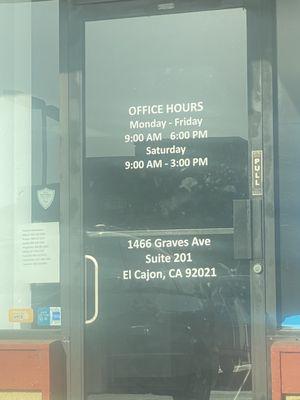 OFFICE HOURS
Monday - Friday
9:00 AM 6:00 PM
Saturday
9:00 AM - 3:00 PM
PULL
1466 Graves Ave
Suite 201
El Cajon, CA 92021